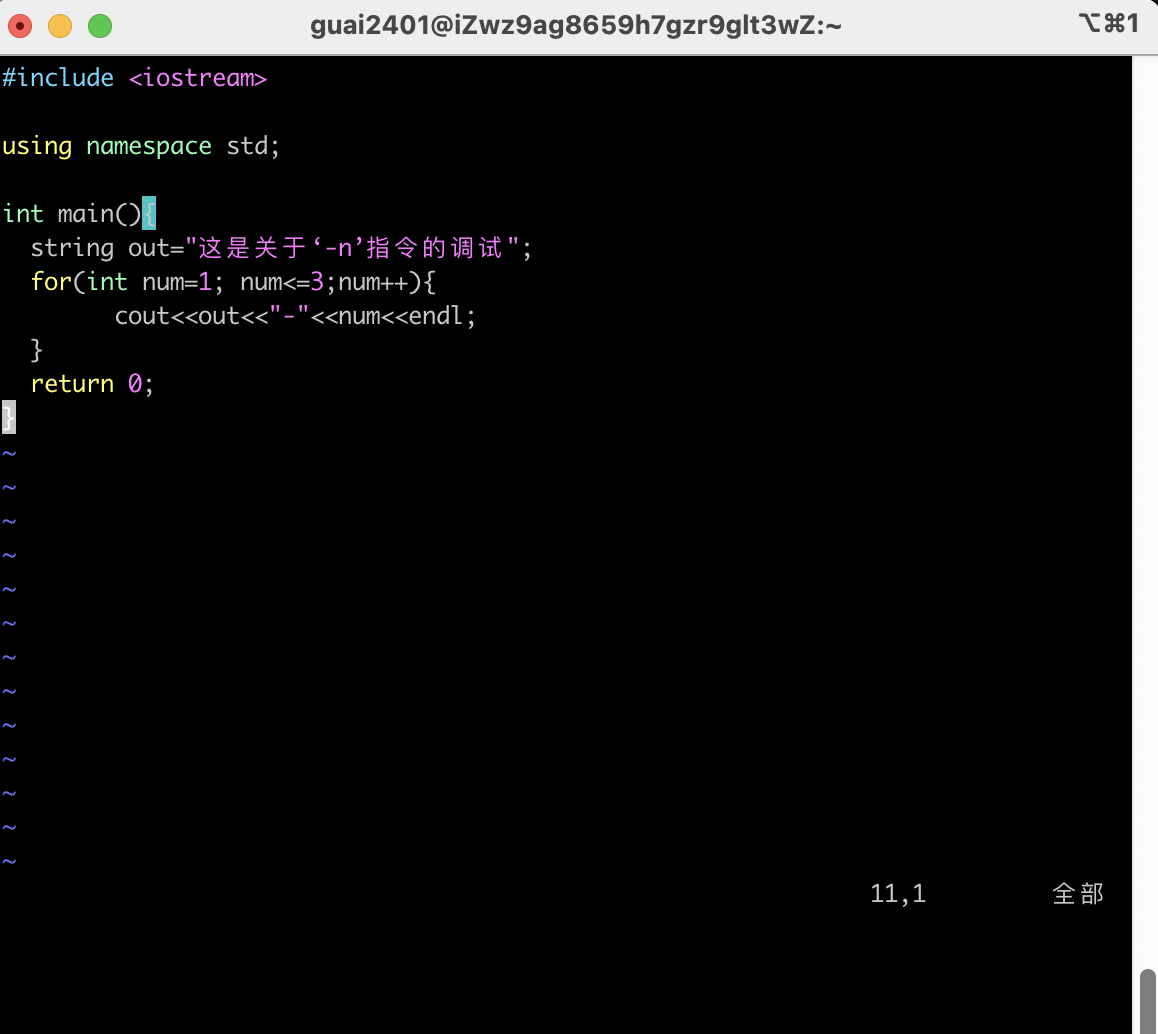 guai2401@iZwz9ag8659h7gzr9glt3wZ:~ ⌥⌘1
#include <iostream>
using namespace std;
int main(){
string out="这是关于‘-n’指令的调试";
for(int num=1; num<=3;num++){
cout<<out<<"-"<<num<<endl;
}
return 0;
}
~
~
~
~
~
~
~
~
~
~
~
~
~
11,1 全部